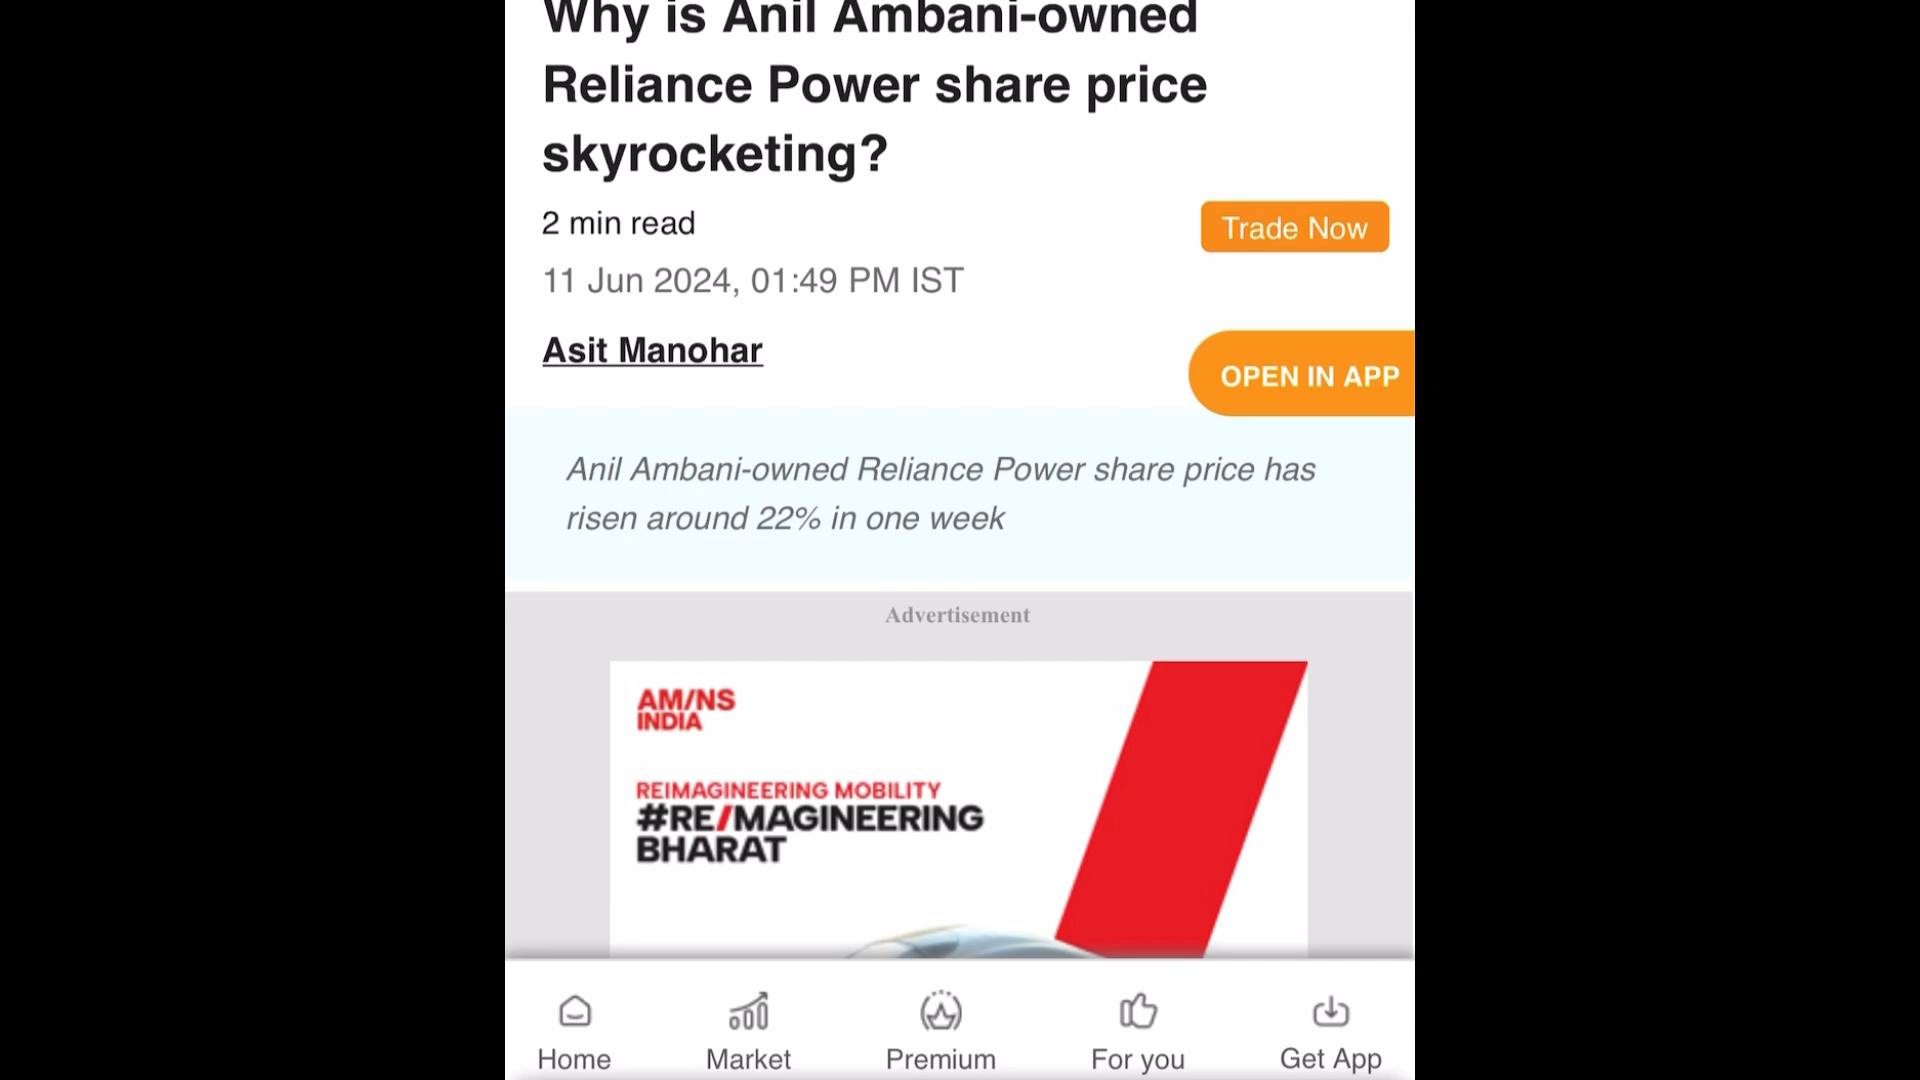 Why is Anil Ambani-owned
Reliance Power share price
skyrocketing?
2 min read
Trade Now
11 Jun 2024, 01:49 PM IST
Asit Manohar
OPEN IN APP
Anil Ambani-owned Reliance Power share price has
risen around 22% in one week
Advertisement
AM/NS
INDIA
REIMAGINEERING MOBILITY
#RE/MAGINEERING
BHARAT
Home
Market
Premium
For you
Get App